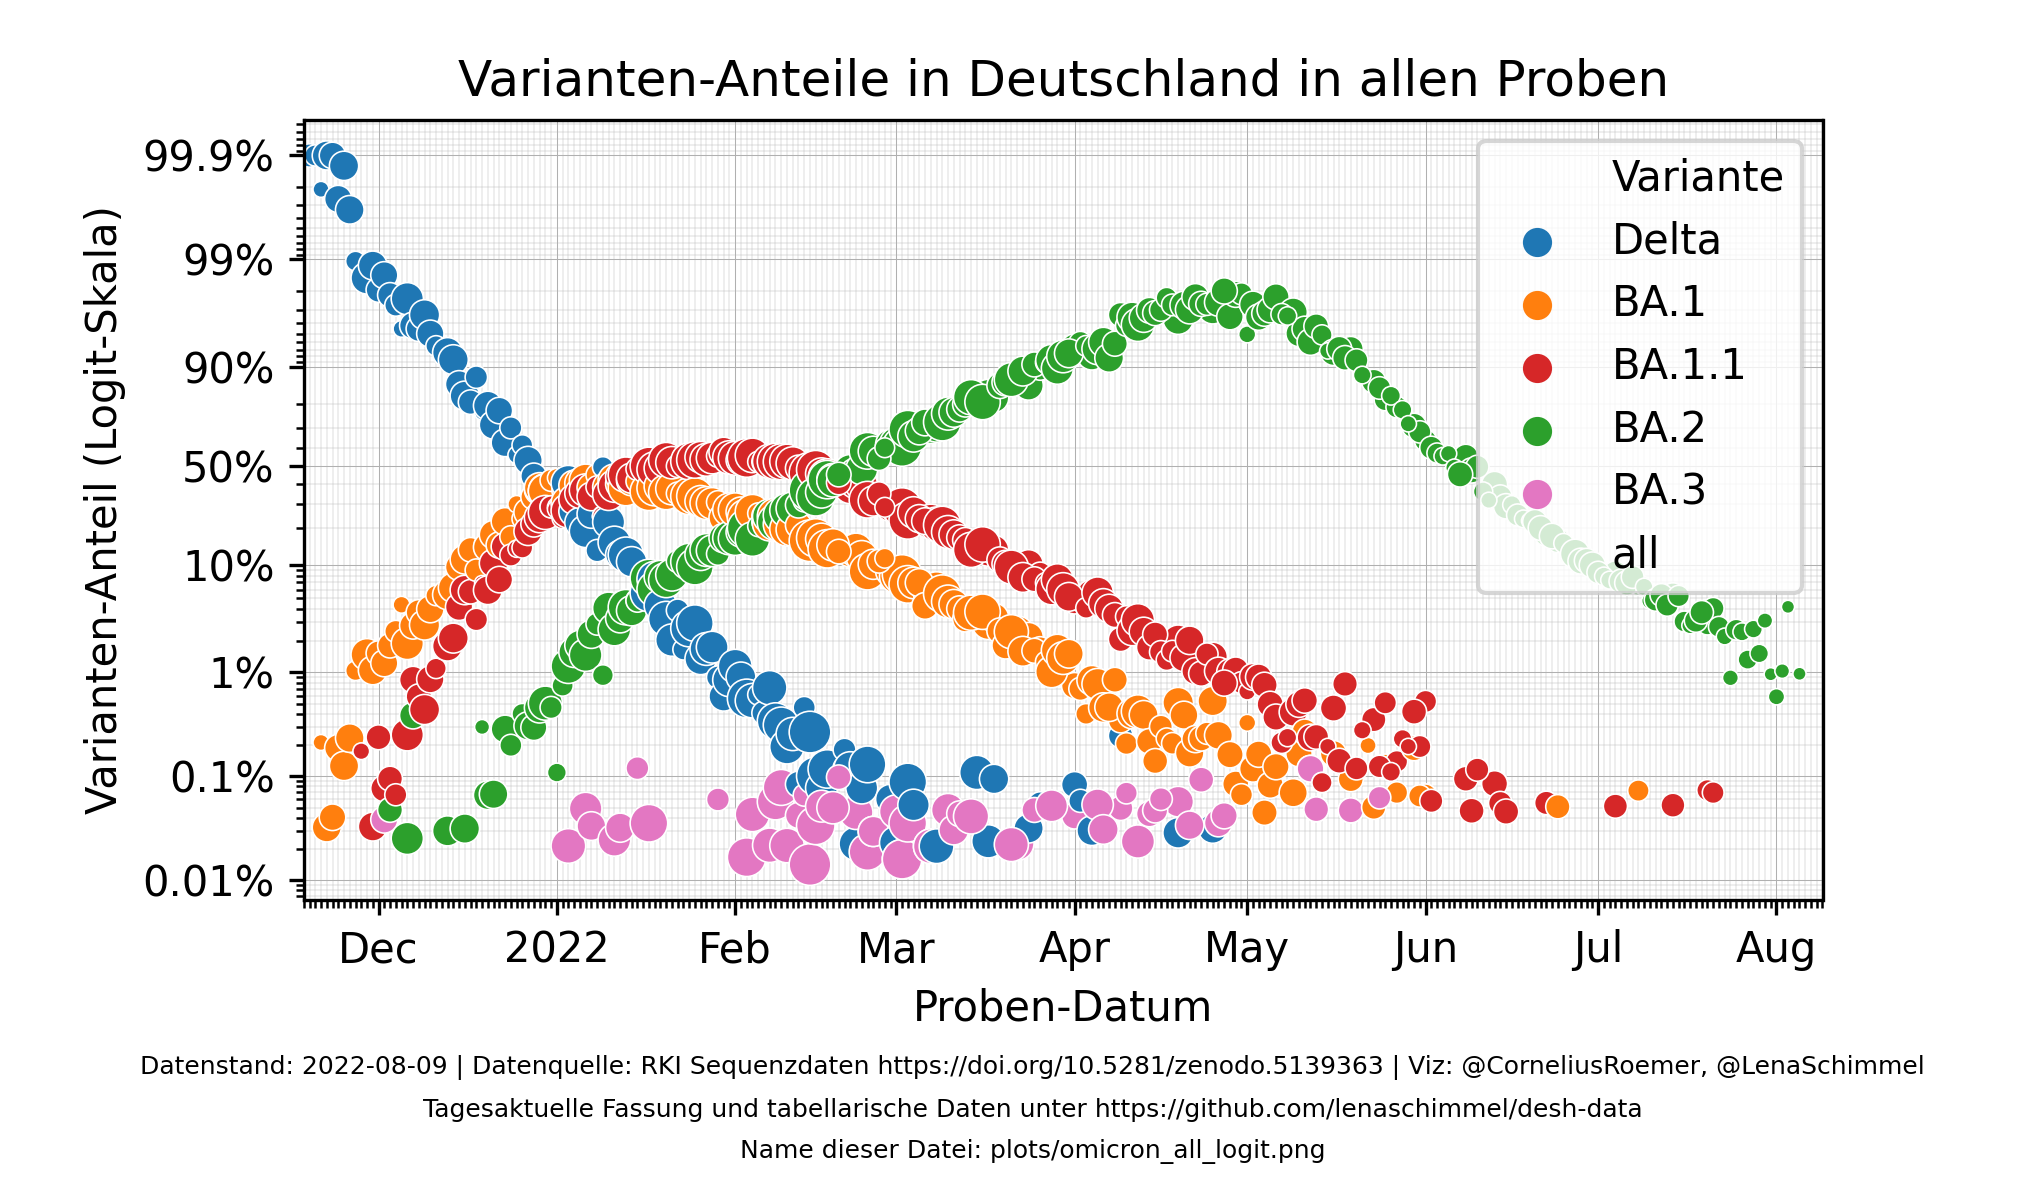 Varianten-Anteile in Deutschland in allen Proben
Varianten-Anteil (Logit-Skala)
99.9%
99%
90%
50%
10%
1%
0.1%
0.01%
Variante
Delta
BA.1
BA.1.1
BA.2
BA.3
all
Dec
2022
Feb
Mar
Apr
May
Jun
Jul
Aug
Proben-Datum
Datenstand: 2022-08-09 | Datenquelle: RKI Sequenzdaten https://doi.org/10.5281/zenodo.5139363 | Viz: @CorneliusRoemer, @LenaSchimmel
Tagesaktuelle Fassung und tabellarische Daten unter https://github.com/lenaschimmel/desh-data
Name dieser Datei: plots/omicron_all_logit.png